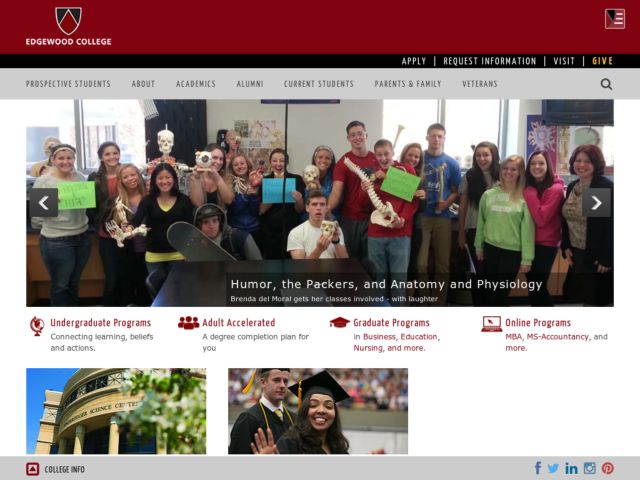 EDGEWOOD COLLEGE
APPLY | REQUEST INFORMATION | VISIT | GIVE
PROSPECTIVE STUDENTS ABOUT ACADEMICS ALUMNI CURRENT STUDENTS PARENTS & FAMILY VETERANS
Humor, the Packers, and Anatomy and Physiology
Brenda del Moral gets her classes involved - with laughter
Undergraduate Programs
Connecting learning, beliefs
and actions.
Adult Accelerated
A degree completion plan for
you
Graduate Programs
in Business, Education,
Nursing, and more.
Online Programs
MBA, MS-Accountancy, and
more.
SCIENCE
COLLEGE INFO